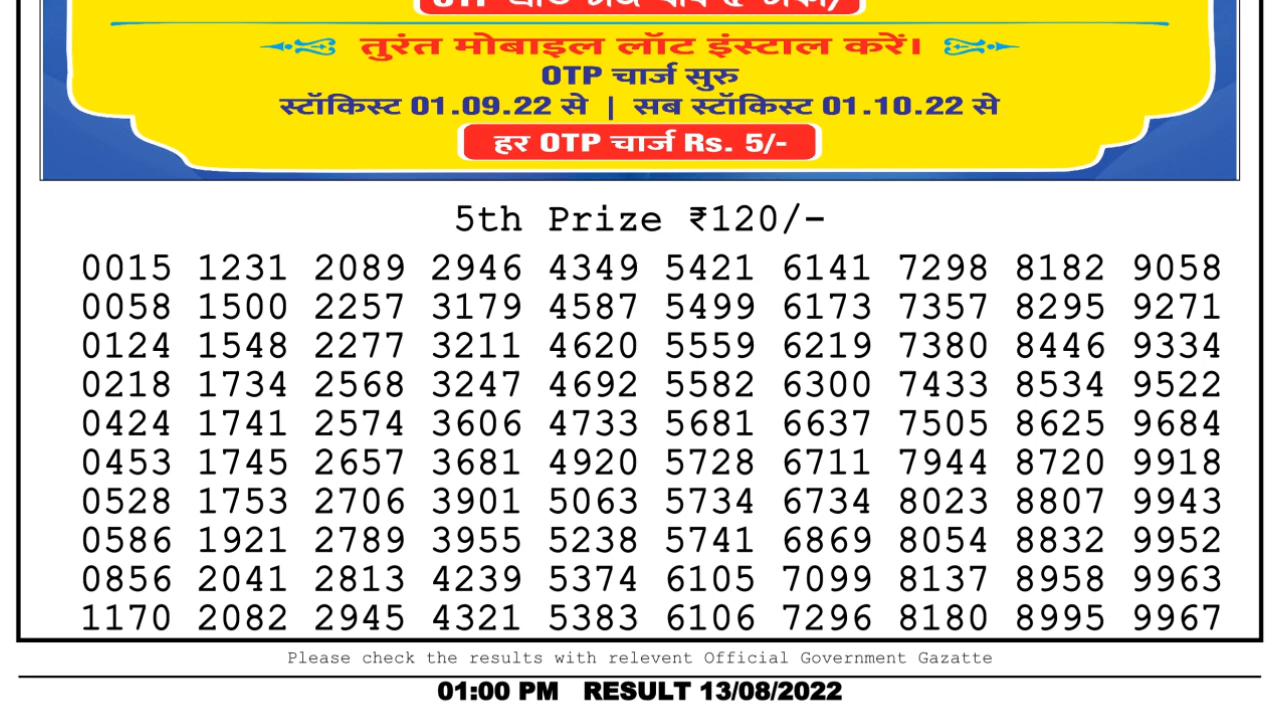 तुरंत मोबाइल लॉट इंस्टाल करें।
OTP चार्ज सुरु
स्टॉकिस्ट 01.09.22 से | सब स्टॉकिस्ट 01.10.22 से
हर OTP चार्ज Rs. 5/-
5th Prize ₹120/-
0015 1231 2089 2946 4349 5421 6141 7298 8182 9058
0058 1500 2257 3179 4587 5499 6173 7357 8295 9271
0124 1548 2277 3211 4620 5559 6219 7380 8446 9334
0218 1734 2568 3247 4692 5582 6300 7433 8534 9522
0424 1741 2574 3606 4733 5681 6637 7505 8625 9684
0453 1745 2657 3681 4920 5728 6711 7944 8720 9918
0528 1753 2706 3901 5063 5734 6734 8023 8807 9943
0586 1921 2789 3955 5238 5741 6869 8054 8832 9952
0856 2041 2813 4239 5374 6105 7099 8137 8958 9963
1170 2082 2945 4321 5383 6106 7296 8180 8995 9967
Please check the results with relevent Official Government Gazatte
01:00 PM RESULT 13/08/2022